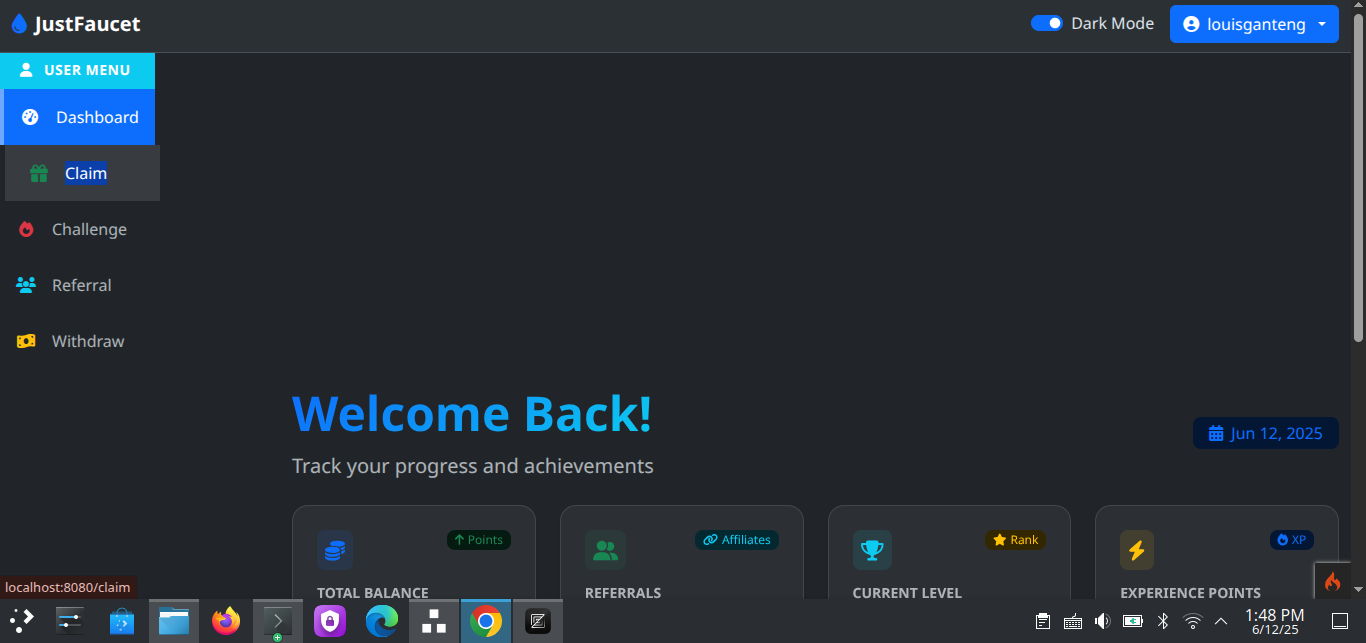 JustFaucet
Dark Mode
louisganteng
USER MENU
Dashboard
Claim
Challenge
Referral
Withdraw
Welcome Back!
Jun 12, 2025
Track your progress and achievements
Points
Affiliates
Rank
XP
TOTAL BALANCE
REFERRALS
CURRENT LEVEL
EXPERIENCE POINTS
localhost:8080/claim
1:48 PM
6/12/25